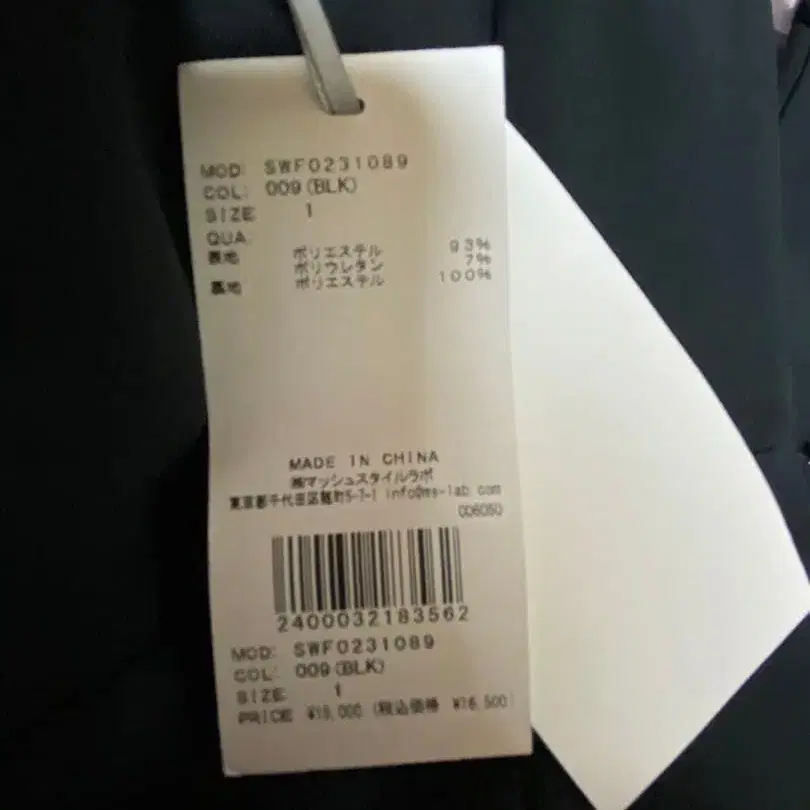 MOD: SWF0231089
COL: 009(BLK)
SIZE 1
QUA:
表地 ポリエステル 93%
ポリウレタン 7%
裏地 ポリエステル 100%
MADE IN CHINA
㈱マッシュスタイルラボ
東京都千代田区麹町5-7-1 info@ms-lab.com
006050
2400032183562
MOD: SWF0231089
COL: 009(BLK)
SIZE 1
PRICE ¥15,000 (税込価格 ¥16,500)